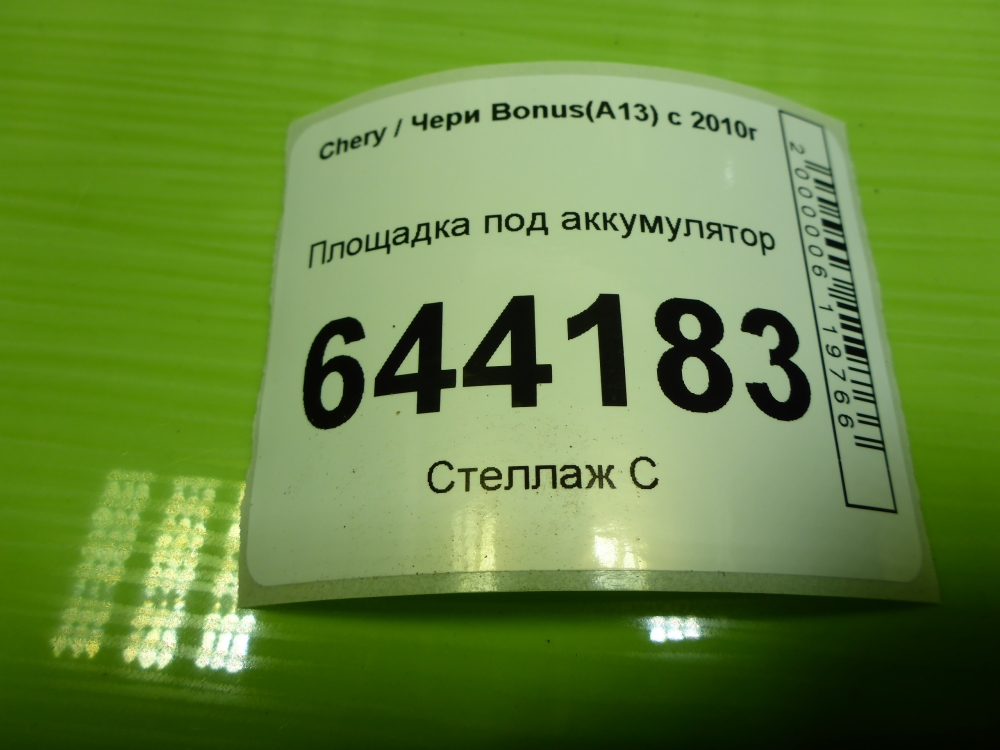 Chery / Чери Bonus(A13) с 2010г
Площадка под аккумулятор
644183
Стеллаж С
2000006119766